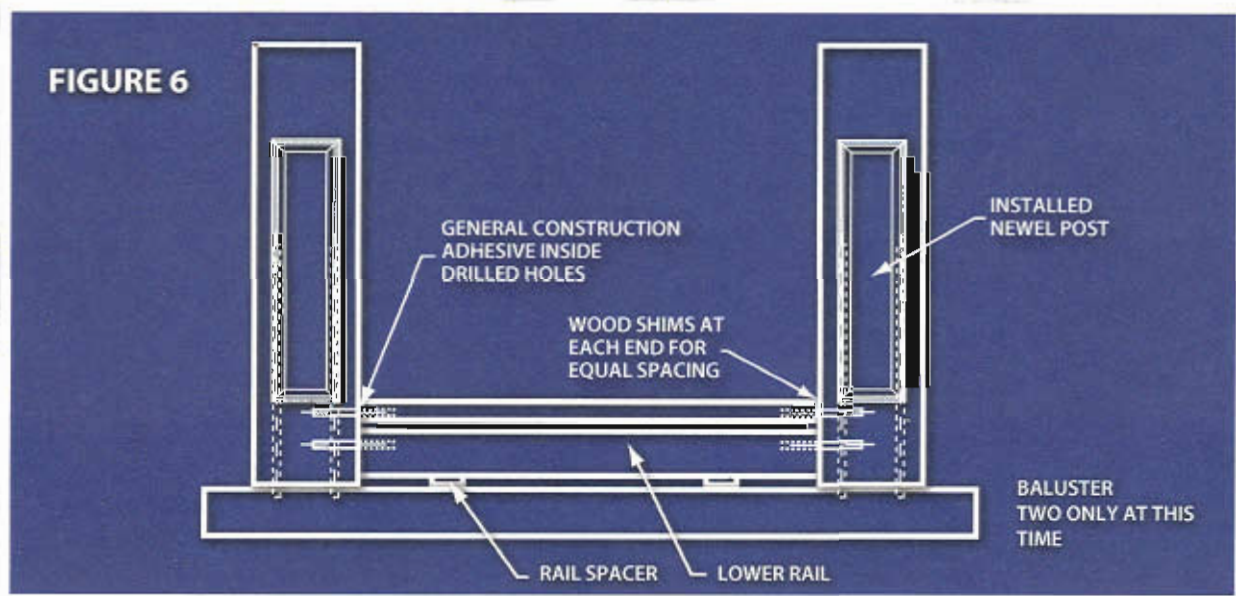 FIGURE 6
GENERAL CONSTRUCTION
ADHESIVE INSIDE
DRILLED HOLES
INSTALLED
NEWEL POST
WOOD SHIMS AT
EACH END FOR
EQUAL SPACING
BALUSTER
TWO ONLY AT THIS
TIME
RAIL SPACER
LOWER RAIL